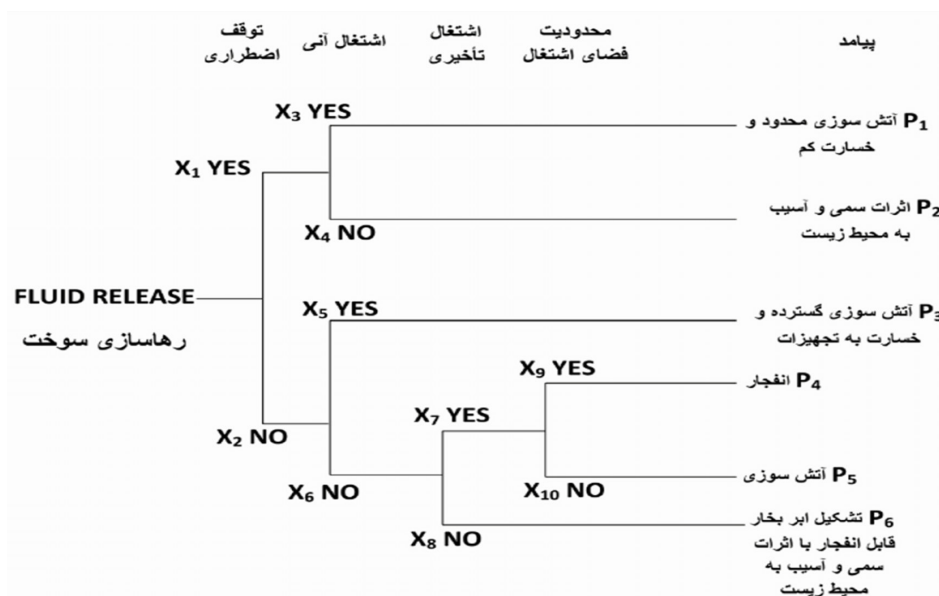 توقف
اضطراری
اشتغال آنی
اشتغال
تأخیری
محدودیت
فضای اشتغال
پیامد
X₃ YES
P₁ آتش سوزی محدود و
خسارت کم
X₁ YES
P₂ اثرات سمی و آسیب
به محیط زیست
X₄ NO
FLUID RELEASE
رهاسازی سوخت
X₅ YES
P₃ آتش سوزی گسترده و
خسارت به تجهیزات
X₉ YES
P₄ انفجار
X₇ YES
X₂ NO
X₆ NO
X₁₀ NO
P₅ آتش سوزی
X₈ NO
P₆ تشکیل ابر بخار
قابل انفجار با اثرات
سمی و آسیب به
محیط زیست